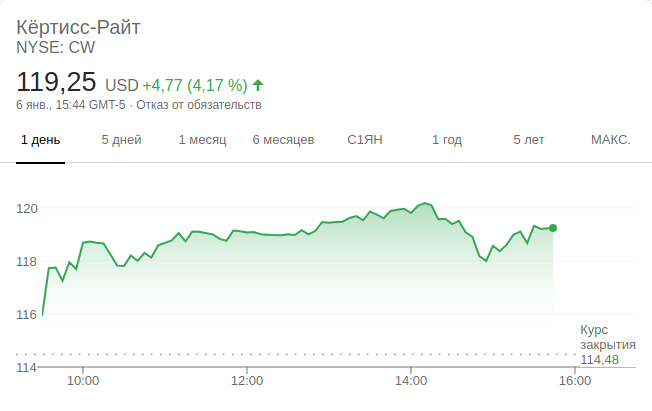 Кёртисс-Райт
NYSE: CW
119,25 USD +4,77 (4,17 %)
6 янв., 15:44 GMT-5 · Отказ от обязательств
1 день 5 дней 1 месяц 6 месяцев С1ЯН 1 год 5 лет МАКС.
120
118
116
Курс
закрытия
114,48
114
10:00 12:00 14:00 16:00